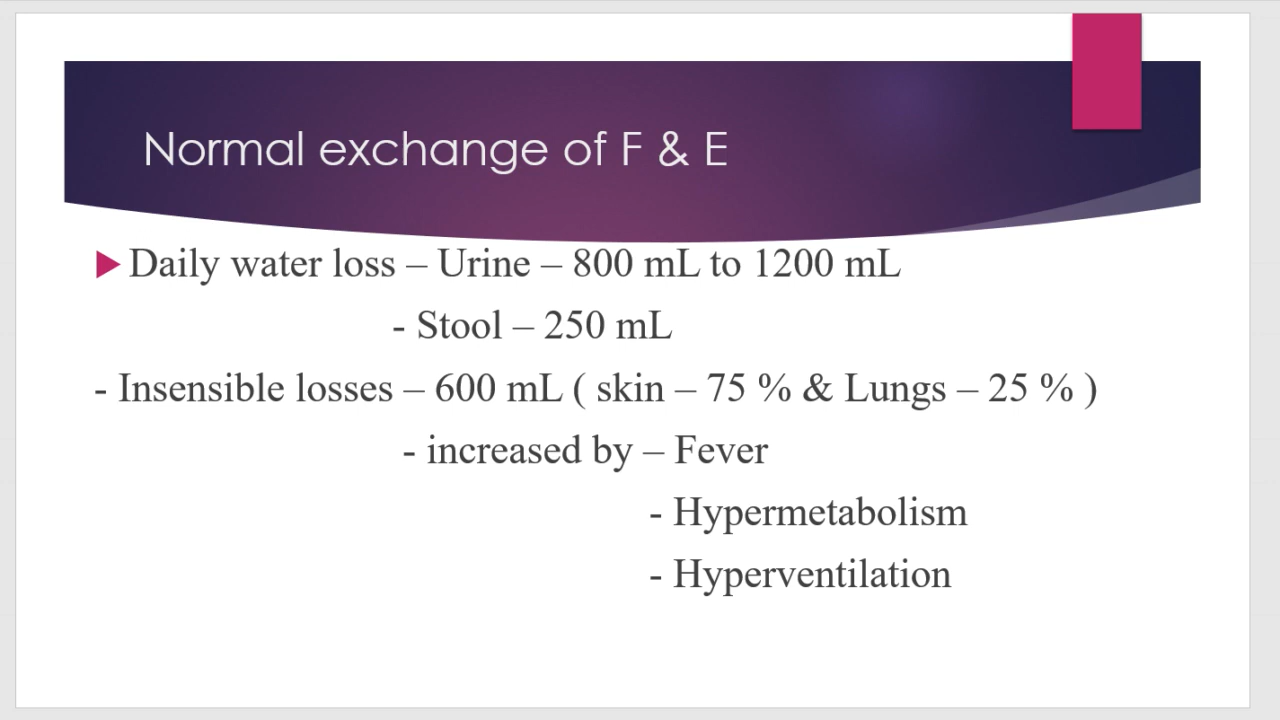 Normal exchange of F & E
Daily water loss – Urine – 800 mL to 1200 mL
- Stool – 250 mL
- Insensible losses – 600 mL ( skin – 75 % & Lungs – 25 % )
- increased by – Fever
- Hypermetabolism
- Hyperventilation